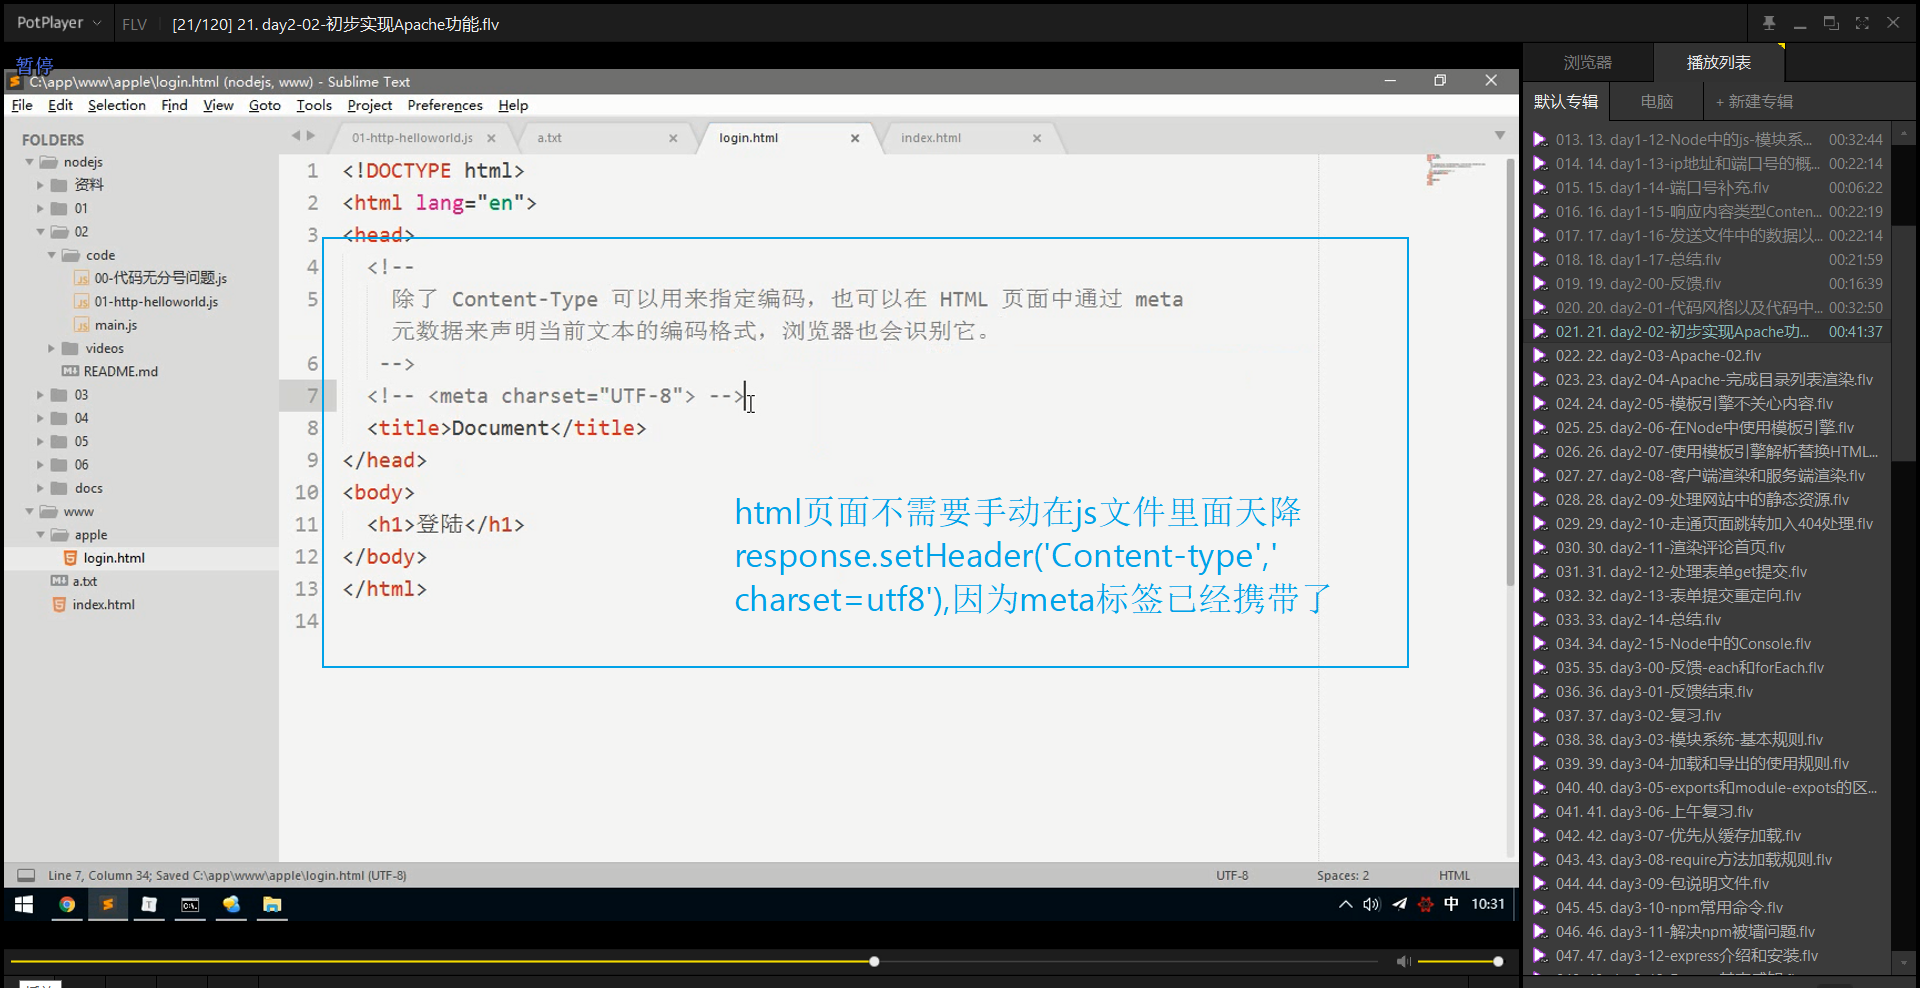 PotPlayer
FLV
[21/120] 21. day2-02-初步实现Apache功能.flv
暂停
C:\app\www\apple\login.html (nodejs, www) - Sublime Text
File Edit Selection Find View Goto Tools Project Preferences Help
FOLDERS
nodejs
资料
01
02
code
00-代码无分号问题.js
01-http-helloworld.js
main.js
videos
README.md
03
04
05
06
docs
www
apple
login.html
a.txt
index.html
01-http-helloworld.js
a.txt
login.html
index.html
1 <!DOCTYPE html>
2 <html lang="en">
3 <head>
4 <!--
5 除了 Content-Type 可以用来指定编码，也可以在 HTML 页面中通过 meta
元数据来声明当前文本的编码格式，浏览器也会识别它。
6 -->
7 <!-- <meta charset="UTF-8"> -->
8 <title>Document</title>
9 </head>
10 <body>
11 <h1>登陆</h1>
12 </body>
13 </html>
14
html页面不需要手动在js文件里面天降
response.setHeader('Content-type','
charset=utf8'),因为meta标签已经携带了
Line 7, Column 34; Saved C:\app\www\apple\login.html (UTF-8)
UTF-8
Spaces: 2
HTML
中
10:31
浏览器
播放列表
默认专辑
电脑
+ 新建专辑
013. 13. day1-12-Node中的js-模块系... 00:32:44
014. 14. day1-13-ip地址和端口号的概... 00:22:14
015. 15. day1-14-端口号补充.flv 00:06:22
016. 16. day1-15-响应内容类型Conten... 00:22:19
017. 17. day1-16-发送文件中的数据以... 00:22:14
018. 18. day1-17-总结.flv 00:21:59
019. 19. day2-00-反馈.flv 00:16:39
020. 20. day2-01-代码风格以及代码中... 00:32:50
021. 21. day2-02-初步实现Apache功... 00:41:37
022. 22. day2-03-Apache-02.flv
023. 23. day2-04-Apache-完成目录列表渲染.flv
024. 24. day2-05-模板引擎不关心内容.flv
025. 25. day2-06-在Node中使用模板引擎.flv
026. 26. day2-07-使用模板引擎解析替换HTML...
027. 27. day2-08-客户端渲染和服务端渲染.flv
028. 28. day2-09-处理网站中的静态资源.flv
029. 29. day2-10-走通页面跳转加入404处理.flv
030. 30. day2-11-渲染评论首页.flv
031. 31. day2-12-处理表单get提交.flv
032. 32. day2-13-表单提交重定向.flv
033. 33. day2-14-总结.flv
034. 34. day2-15-Node中的Console.flv
035. 35. day3-00-反馈-each和forEach.flv
036. 36. day3-01-反馈结束.flv
037. 37. day3-02-复习.flv
038. 38. day3-03-模块系统-基本规则.flv
039. 39. day3-04-加载和导出的使用规则.flv
040. 40. day3-05-exports和module-expots的区...
041. 41. day3-06-上午复习.flv
042. 42. day3-07-优先从缓存加载.flv
043. 43. day3-08-require方法加载规则.flv
044. 44. day3-09-包说明文件.flv
045. 45. day3-10-npm常用命令.flv
046. 46. day3-11-解决npm被墙问题.flv
047. 47. day3-12-express介绍和安装.flv